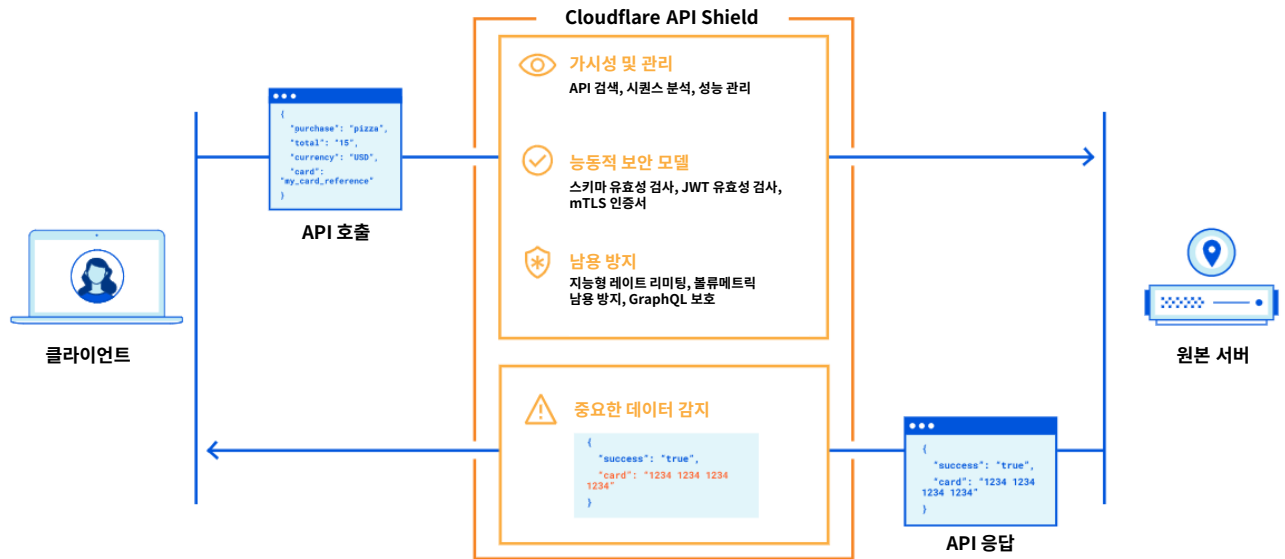 Cloudflare API Shield
가시성 및 관리
API 검색, 시퀀스 분석, 성능 관리
{
"purchase": "pizza",
"total": "15",
"currency": "USD",
"card":
"my_card_reference"
}
API 호출
능동적 보안 모델
스키마 유효성 검사, JWT 유효성 검사,
mTLS 인증서
남용 방지
지능형 레이트 리미팅, 볼류메트릭
남용 방지, GraphQL 보호
클라이언트
원본 서버
중요한 데이터 감지
{
"success": "true",
"card": "1234 1234 1234
1234"
}
{
"success": "true",
"card": "1234 1234
1234 1234"
}
API 응답